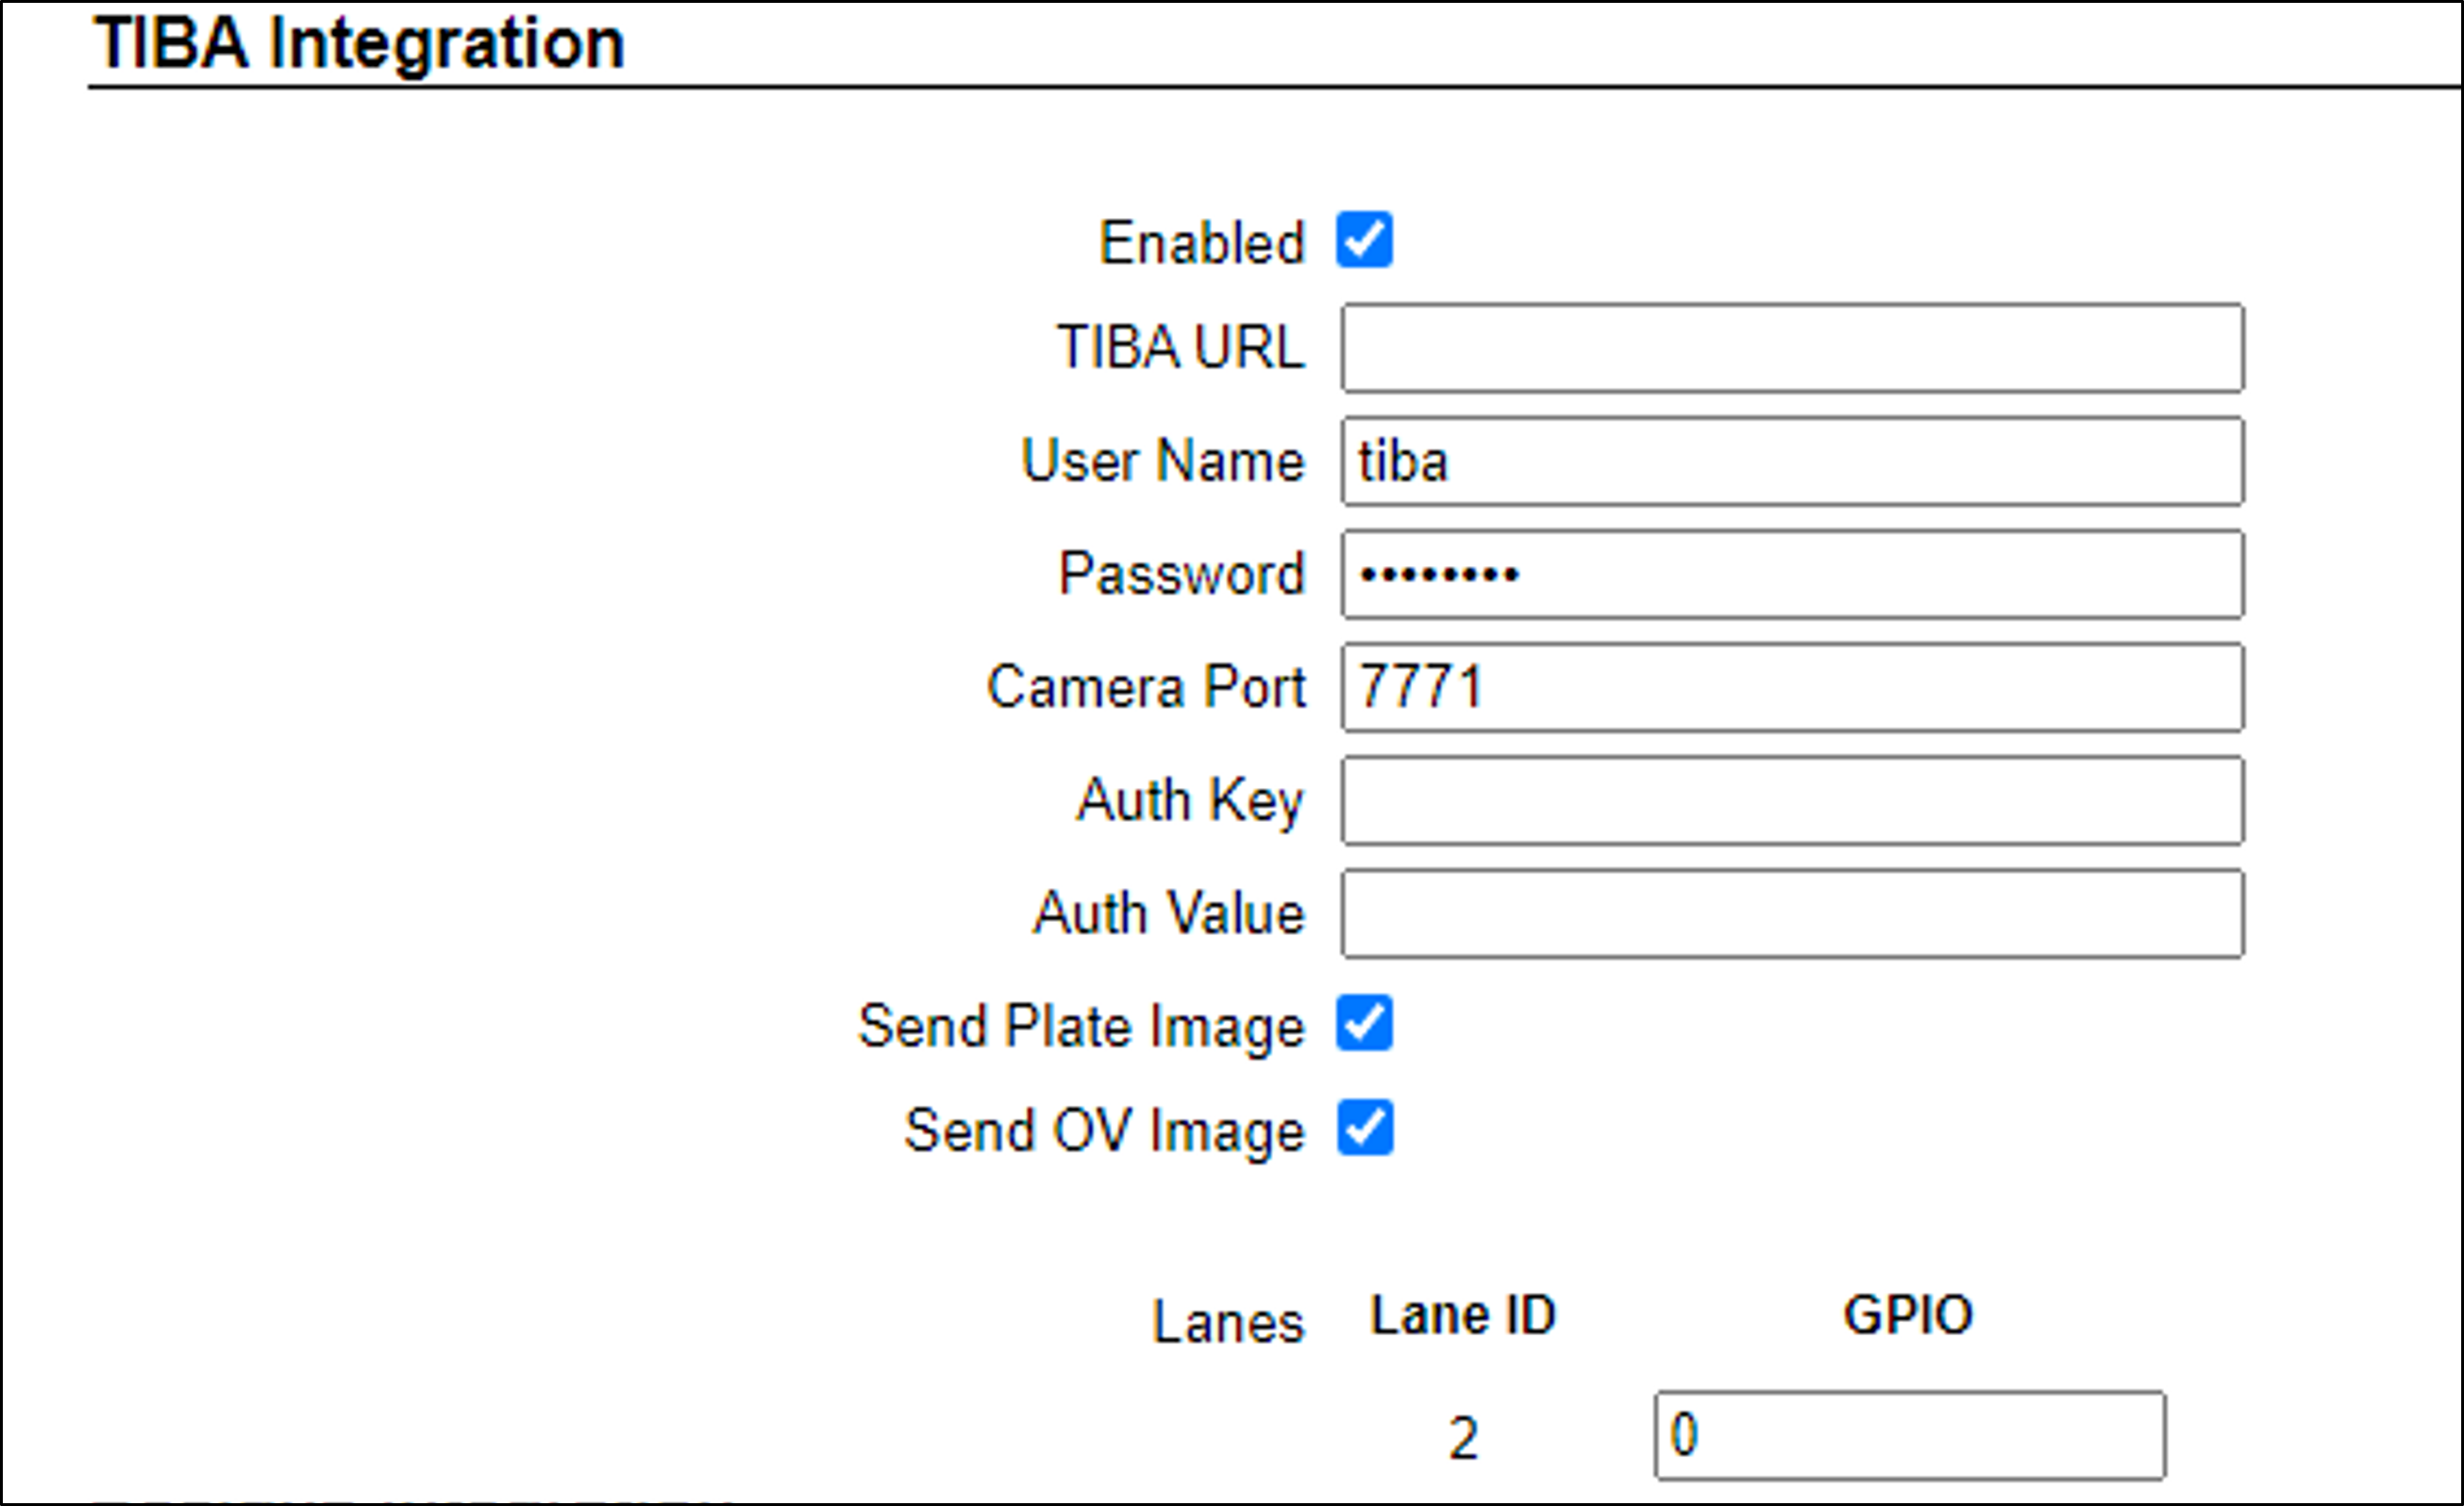 TIBA Integration
Enabled
TIBA URL
User Name tiba
Password ••••••••
Camera Port 7771
Auth Key
Auth Value
Send Plate Image
Send OV Image
Lanes Lane ID GPIO
2 0